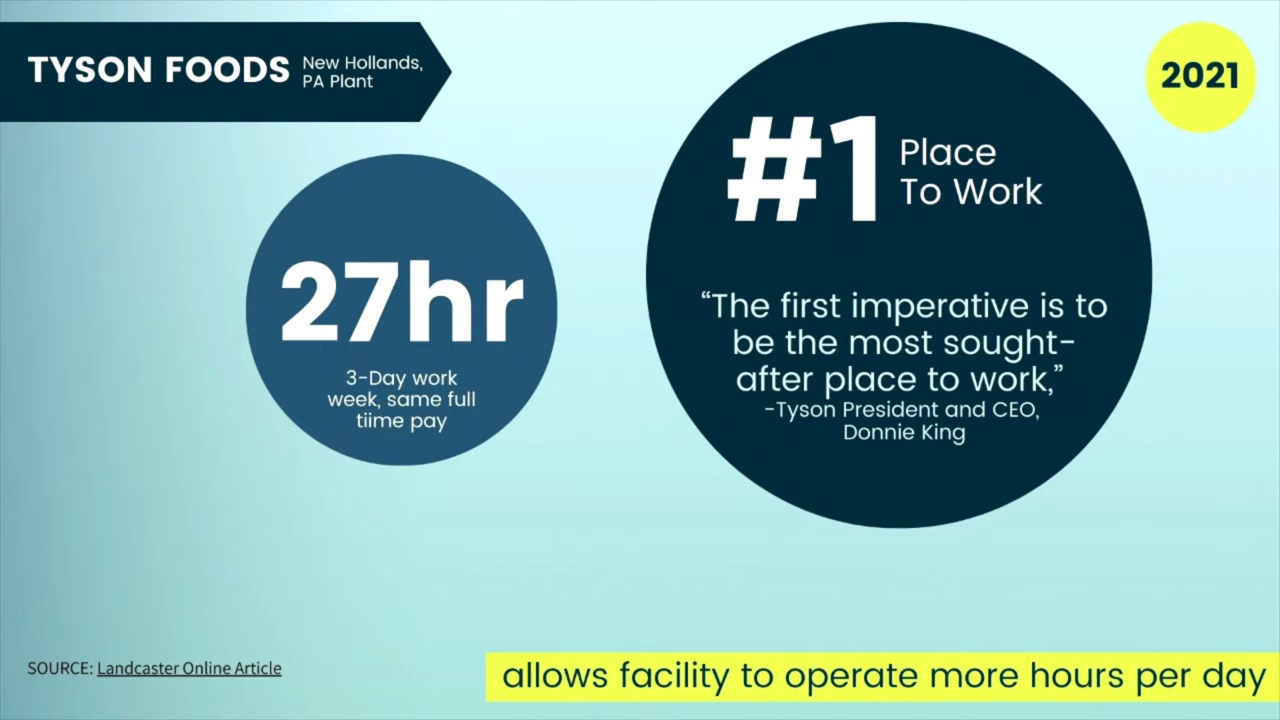 TYSON FOODS
New Hollands,
PA Plant
2021
27hr
3-Day work
week, same full
tiime pay
#1
Place
To Work
“The first imperative is to
be the most sought-
after place to work,”
-Tyson President and CEO,
Donnie King
SOURCE: Landcaster Online Article
allows facility to operate more hours per day